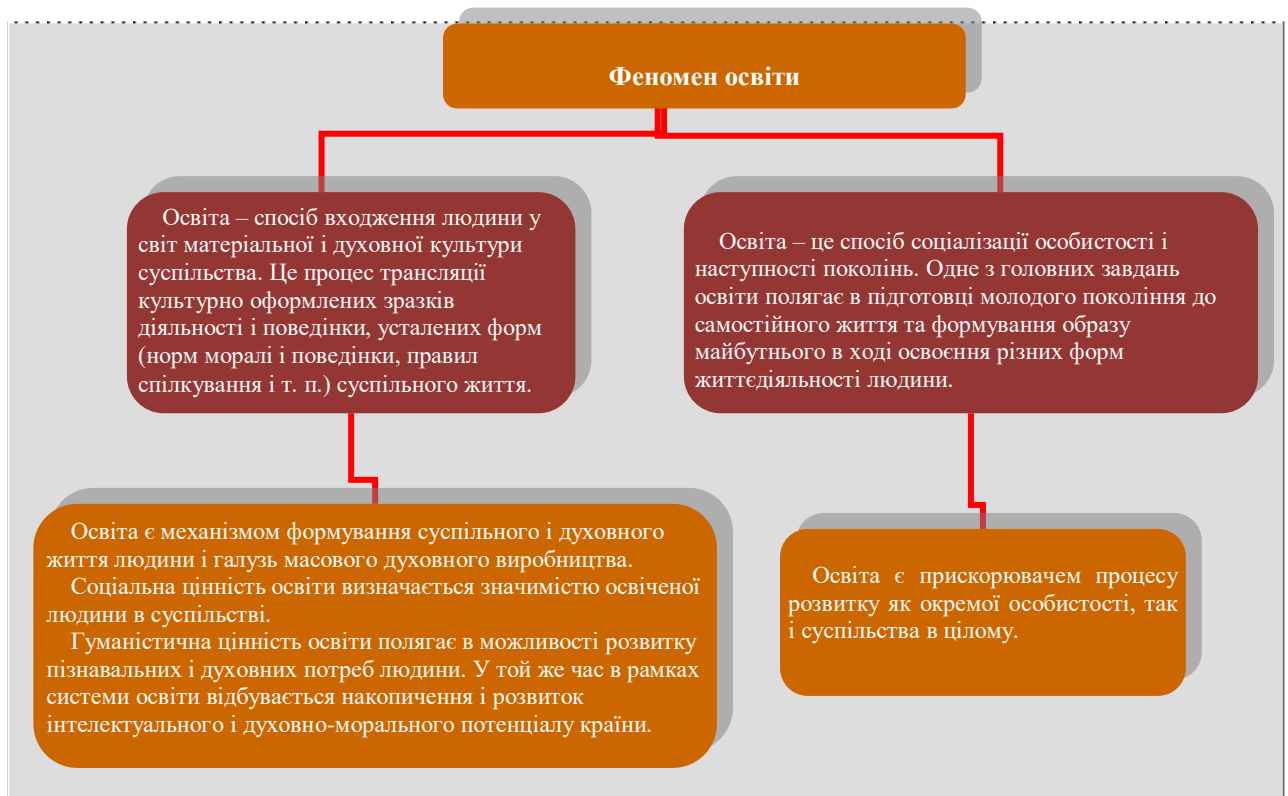 Феномен освіти
Освіта – спосіб входження людини у
світ матеріальної і духовної культури
суспільства. Це процес трансляції
культурно оформлених зразків
діяльності і поведінки, усталених форм
(норм моралі і поведінки, правил
спілкування і т. п.) суспільного життя.
Освіта – це спосіб соціалізації особистості і
наступності поколінь. Одне з головних завдань
освіти полягає в підготовці молодого покоління до
самостійного життя та формування образу
майбутнього в ході освоєння різних форм
життєдіяльності людини.
Освіта є механізмом формування суспільного і духовного
життя людини і галузь масового духовного виробництва.
Соціальна цінність освіти визначається значимістю освіченої
людини в суспільстві.
Гуманістична цінність освіти полягає в можливості розвитку
пізнавальних і духовних потреб людини. У той же час в рамках
системи освіти відбувається накопичення і розвиток
інтелектуального і духовно-морального потенціалу країни.
Освіта є прискорювачем процесу
розвитку як окремої особистості, так
і суспільства в цілому.